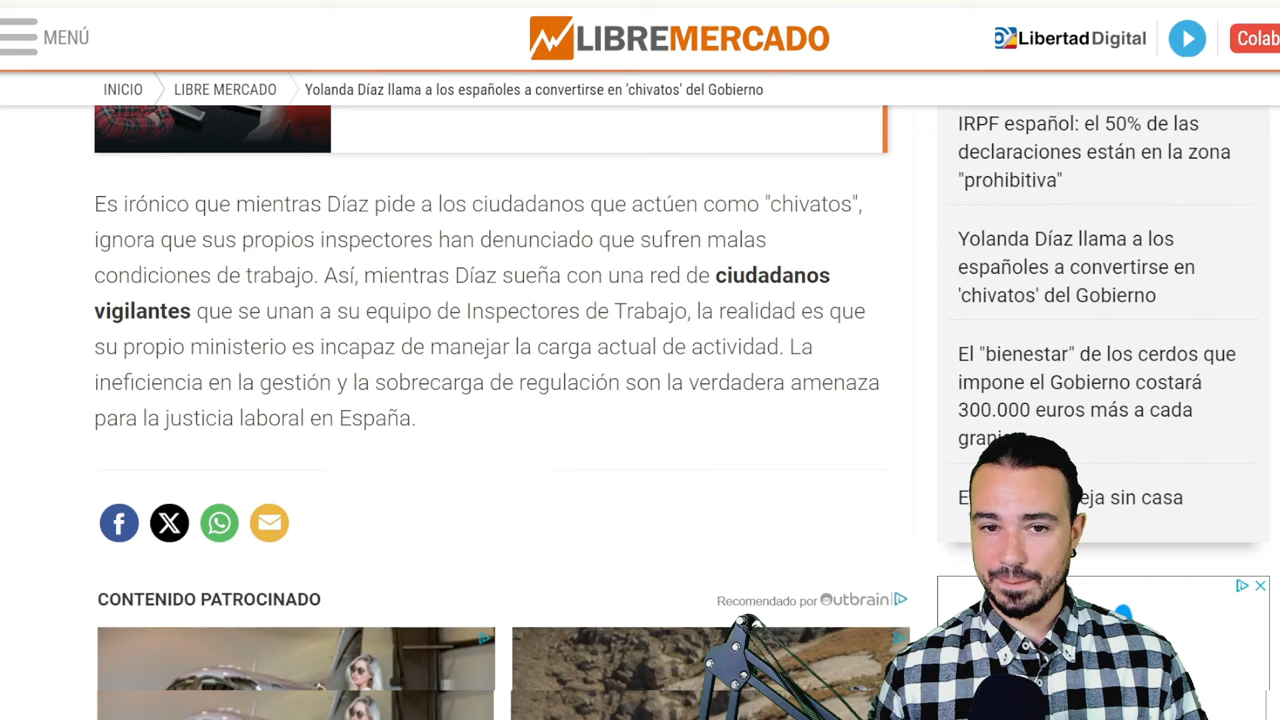 MENÚ
LIBREMERCADO
LibertadDigital
Colab
INICIO
LIBRE MERCADO
Yolanda Díaz llama a los españoles a convertirse en 'chivatos' del Gobierno
Es irónico que mientras Díaz pide a los ciudadanos que actúen como "chivatos",
ignora que sus propios inspectores han denunciado que sufren malas
condiciones de trabajo. Así, mientras Díaz sueña con una red de ciudadanos
vigilantes que se unan a su equipo de Inspectores de Trabajo, la realidad es que
su propio ministerio es incapaz de manejar la carga actual de actividad. La
ineficiencia en la gestión y la sobrecarga de regulación son la verdadera amenaza
para la justicia laboral en España.
CONTENIDO PATROCINADO
Recomendado por Outbrain
IRPF español: el 50% de las
declaraciones están en la zona
"prohibitiva"
Yolanda Díaz llama a los
españoles a convertirse en
'chivatos' del Gobierno
El "bienestar" de los cerdos que
impone el Gobierno costará
300.000 euros más a cada
sin casa